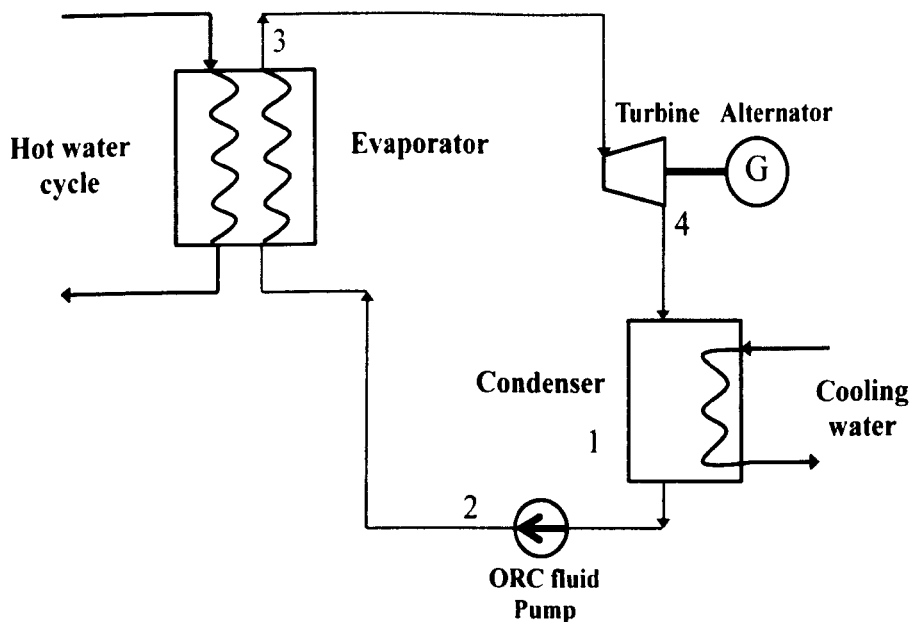 3
Turbine
Alternator
Hot water
cycle
Evaporator
G
4
Condenser
Cooling
water
1
2
ORC fluid
Pump